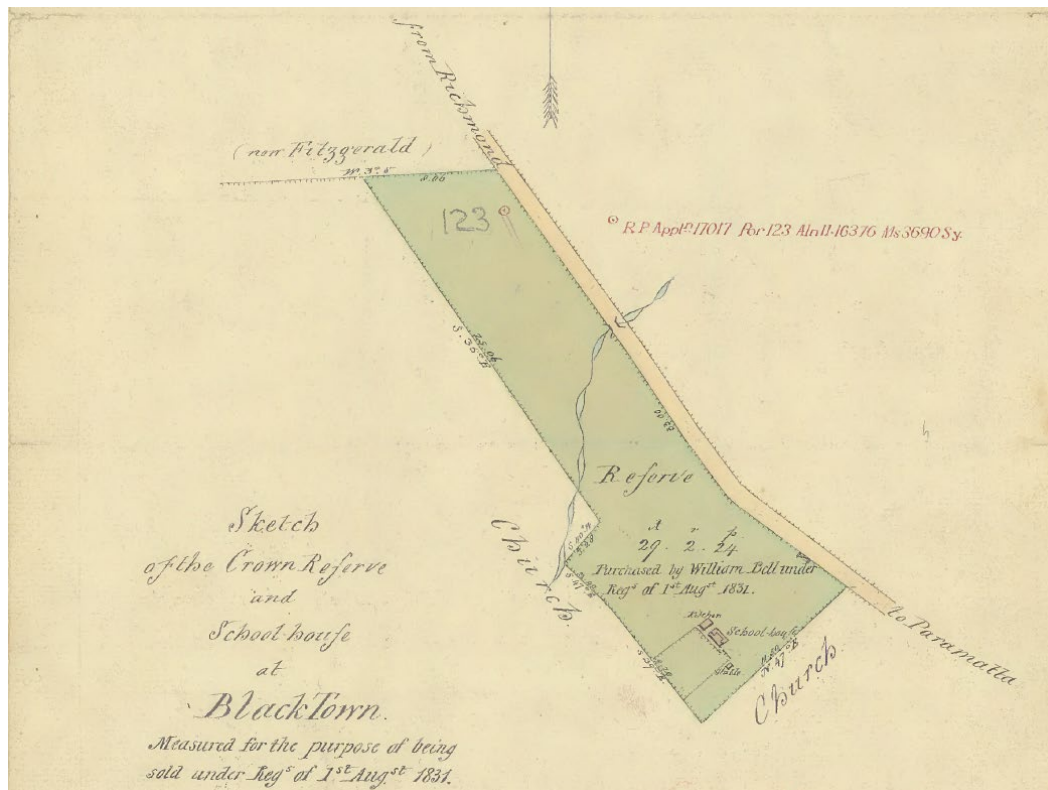 from Richmond
(now Fitzgerald)
123
R.P. Appln. 17017 Por 123 Aln 11-16376 Ms 3690 Sy.
Reserve
A r p
29. 2. 24
Purchased by William Bell under
Regs of 1st Augst 1831.
Kitchen
School-house
Church.
Church
to Paramatta
Sketch
of the Crown Reserve
and
School-house
at
Black Town.
Measured for the purpose of being
sold under Regs of 1st Augst 1831.